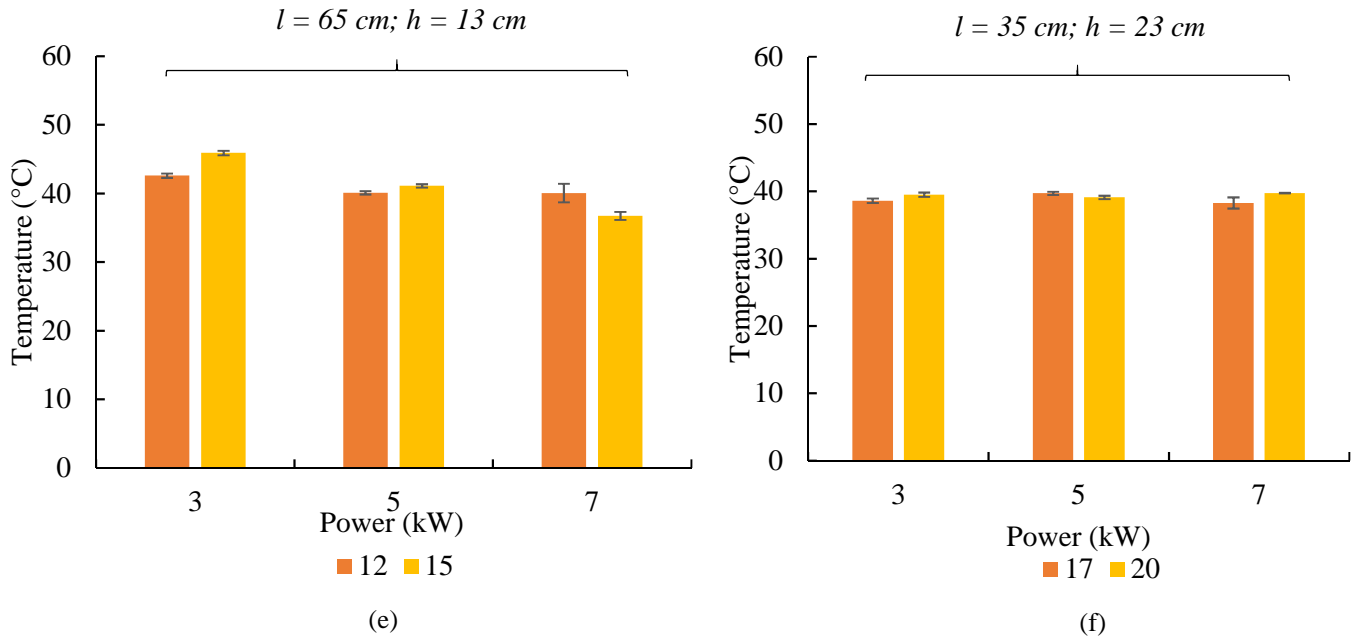 l = 65 cm; h = 13 cm
60
50
40
30
20
10
0
Temperature (°C)
3 5 7
Power (kW)
12 15
(e)
l = 35 cm; h = 23 cm
60
50
40
30
20
10
0
Temperature (°C)
3 5 7
Power (kW)
17 20
(f)